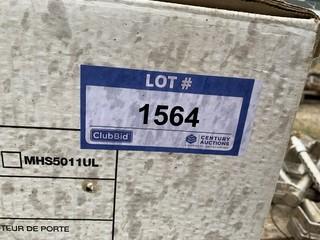 LOT #
1564
ClubBid
CENTURY
AUCTIONS
MHS5011UL
TEUR DE PORTE